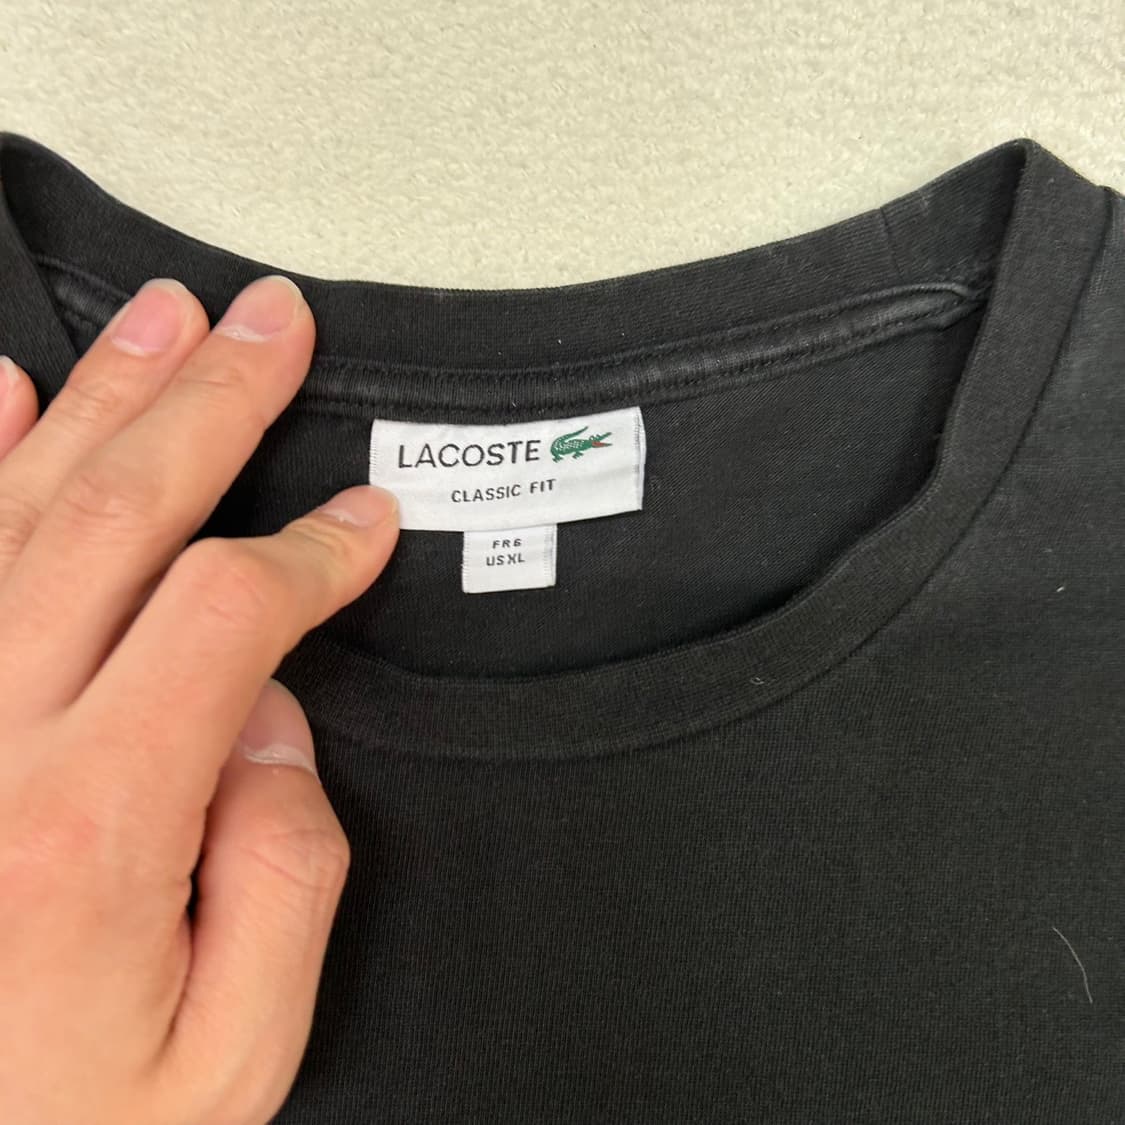 LACOSTE
CLASSIC FIT
FR6
US XL